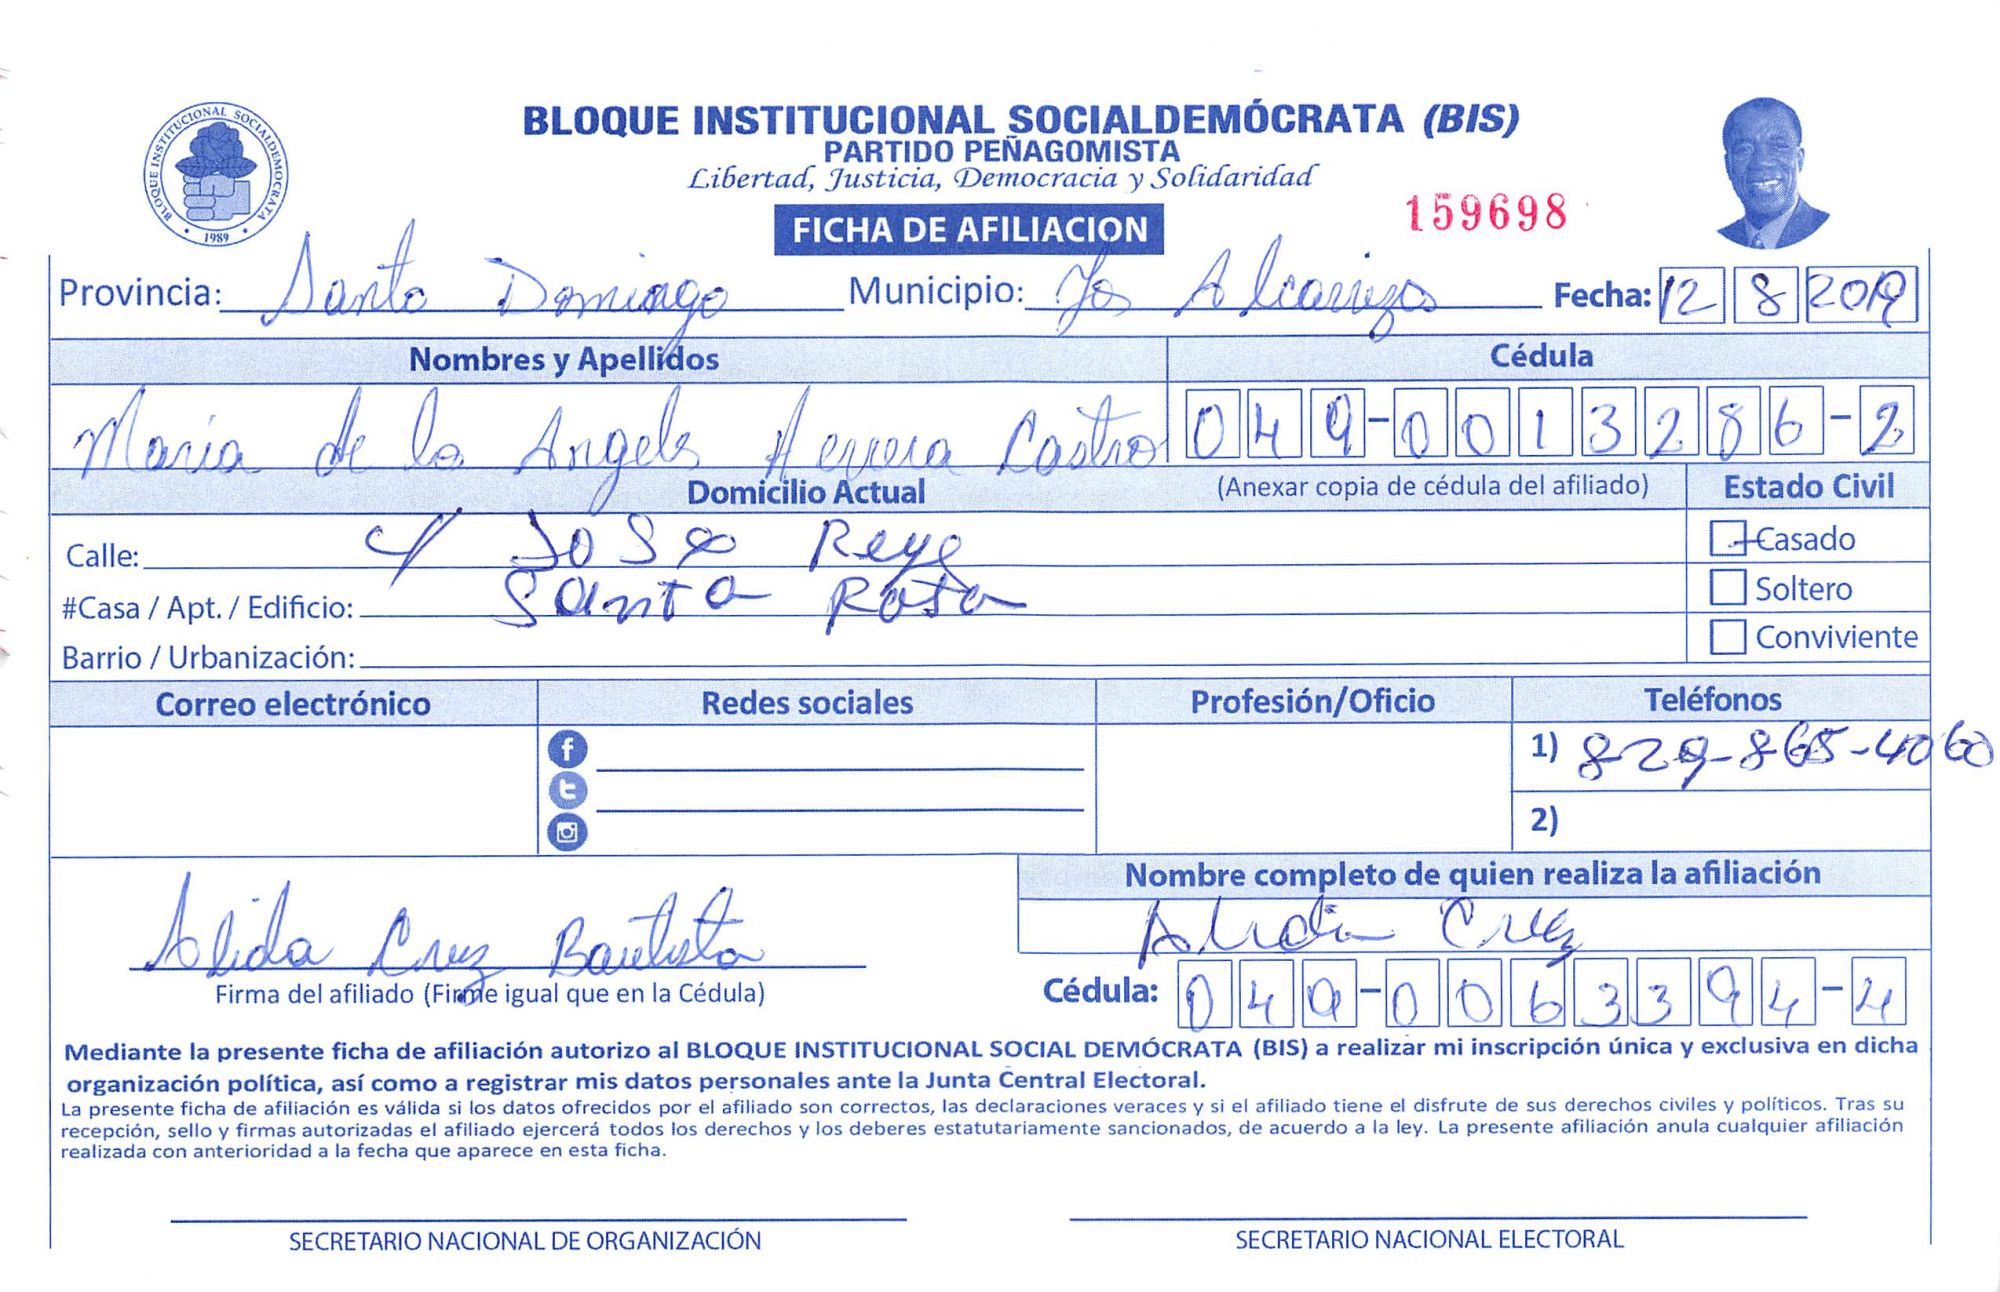 BLOQUE INSTITUCIONAL SOCIALDEMÓCRATA (BIS)
PARTIDO PEÑAGOMISTA
Libertad, Justicia, Democracia y Solidaridad
BLOQUE INSTITUCIONAL SOCIALDEMOCRATA
1989
159698
FICHA DE AFILIACION
Provincia: Santo Domingo Municipio: Los Alcarrizos Fecha: 12 8 2019
Nombres y Apellidos Cédula
Maria de lo Angels Herrera Castro 049-0013286-2
Domicilio Actual (Anexar copia de cédula del afiliado) Estado Civil
Calle: C/ Jose Reye Casado
#Casa / Apt. / Edificio: Santa Rosa Soltero
Barrio / Urbanización: Conviviente
Correo electrónico Redes sociales Profesión/Oficio Teléfonos
1) 829-865-4060
2)
Nombre completo de quien realiza la afiliación
Alida Cruz Bautista Cruz
Firma del afiliado (Firme igual que en la Cédula) Cédula: 049-0063394-4
Mediante la presente ficha de afiliación autorizo al BLOQUE INSTITUCIONAL SOCIAL DEMÓCRATA (BIS) a realizar mi inscripción única y exclusiva en dicha
organización política, así como a registrar mis datos personales ante la Junta Central Electoral.
La presente ficha de afiliación es válida si los datos ofrecidos por el afiliado son correctos, las declaraciones veraces y si el afiliado tiene el disfrute de sus derechos civiles y políticos. Tras su
recepción, sello y firmas autorizadas el afiliado ejercerá todos los derechos y los deberes estatutariamente sancionados, de acuerdo a la ley. La presente afiliación anula cualquier afiliación
realizada con anterioridad a la fecha que aparece en esta ficha.
SECRETARIO NACIONAL DE ORGANIZACIÓN SECRETARIO NACIONAL ELECTORAL